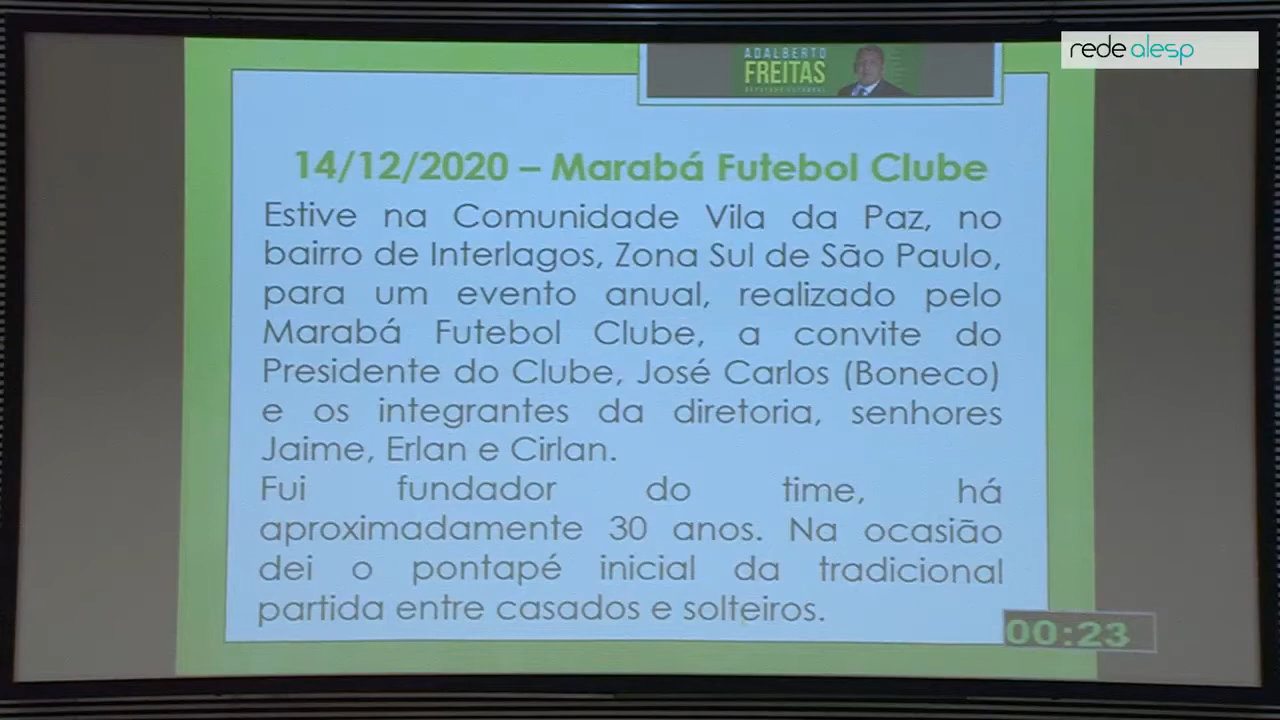 rede alesp
ADALBERTO
FREITAS
14/12/2020 – Marabá Futebol Clube
Estive na Comunidade Vila da Paz, no
bairro de Interlagos, Zona Sul de São Paulo,
para um evento anual, realizado pelo
Marabá Futebol Clube, a convite do
Presidente do Clube, José Carlos (Boneco)
e os integrantes da diretoria, senhores
Jaime, Erlan e Cirlan.
Fui fundador do time, há
aproximadamente 30 anos. Na ocasião
dei o pontapé inicial da tradicional
partida entre casados e solteiros.
00:23